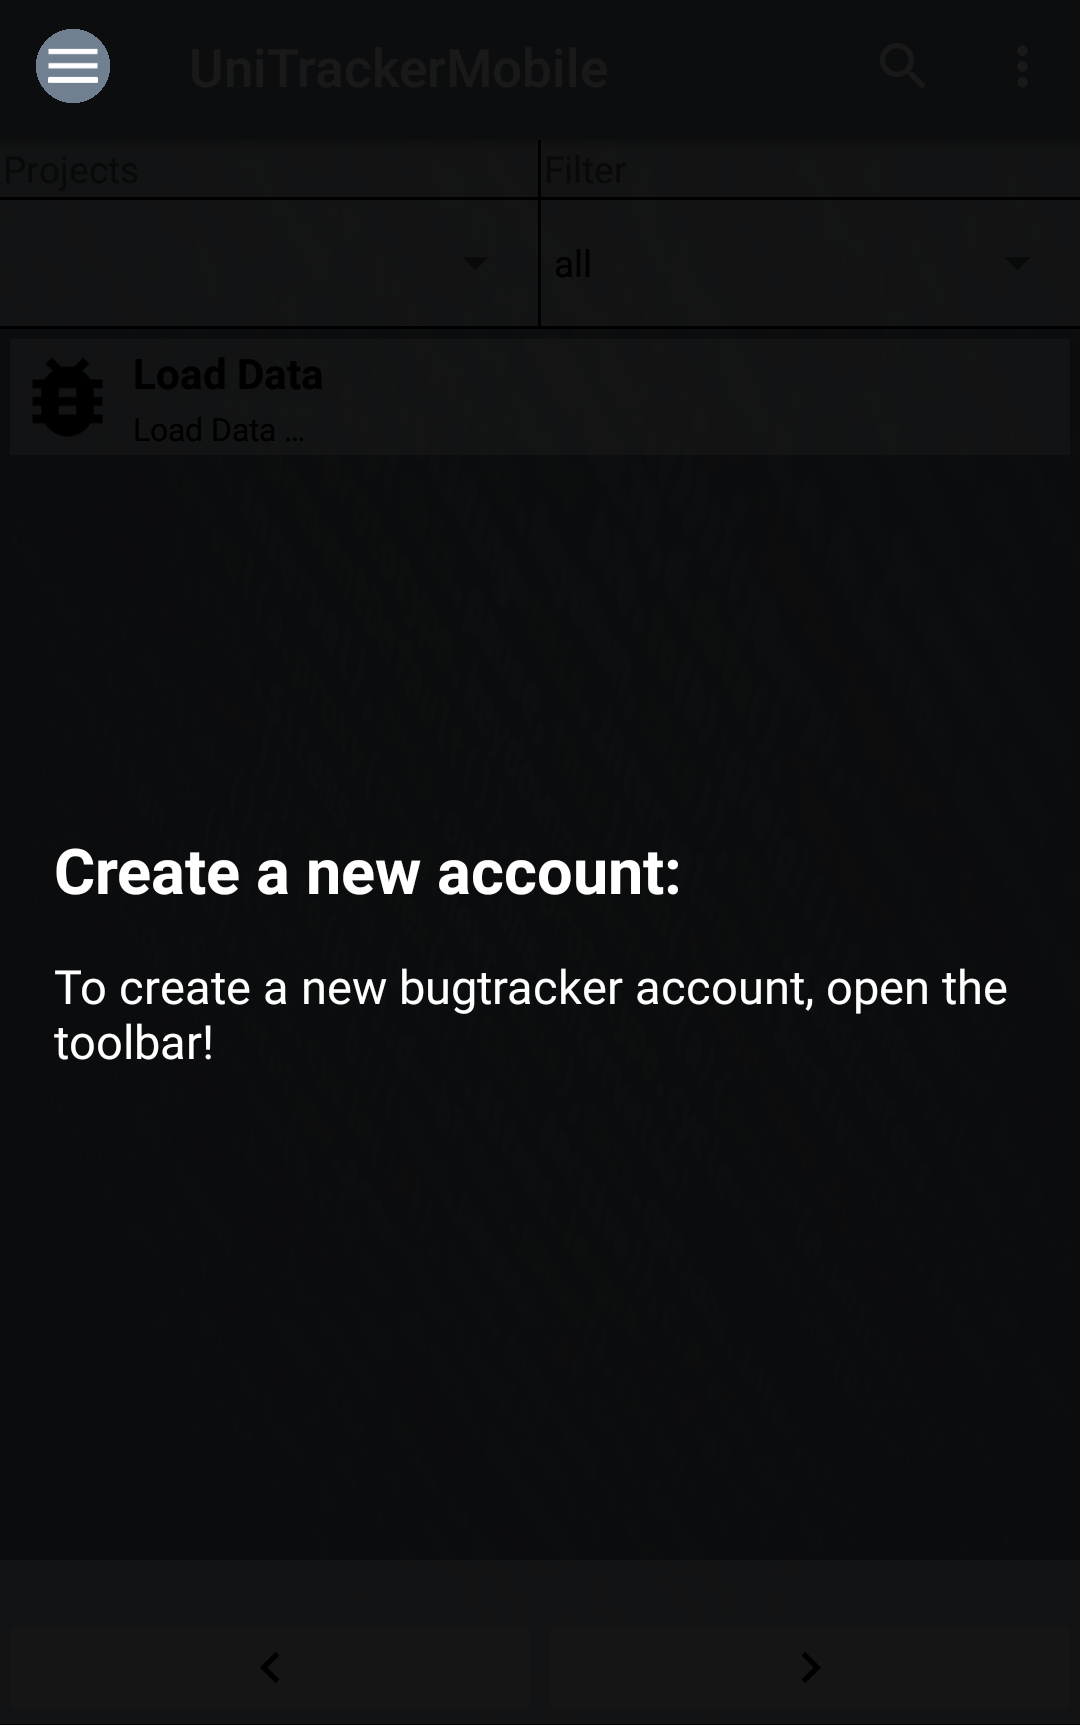 UniTrackerMobile
Projects
Filter
all
Load Data
Load Data ...
Create a new account:
To create a new bugtracker account, open the
toolbar!